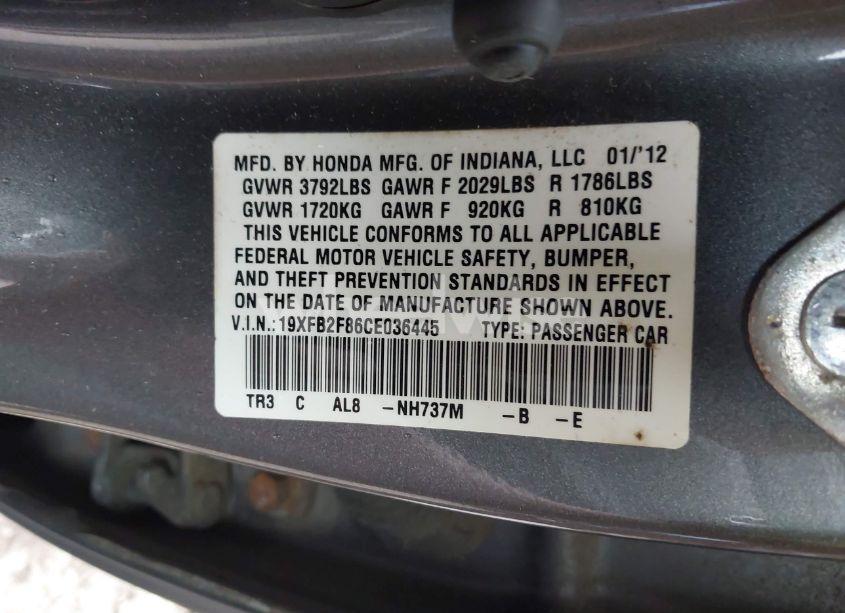 MFD. BY HONDA MFG. OF INDIANA, LLC 01/'12
GVWR 3792LBS GAWR F 2029LBS R 1786LBS
GVWR 1720KG GAWR F 920KG R 810KG
THIS VEHICLE CONFORMS TO ALL APPLICABLE
FEDERAL MOTOR VEHICLE SAFETY, BUMPER,
AND THEFT PREVENTION STANDARDS IN EFFECT
ON THE DATE OF MANUFACTURE SHOWN ABOVE.
V.I.N.:19XFB2F86CE036445 TYPE: PASSENGER CAR
TR3 C AL8 -NH737M -B -E